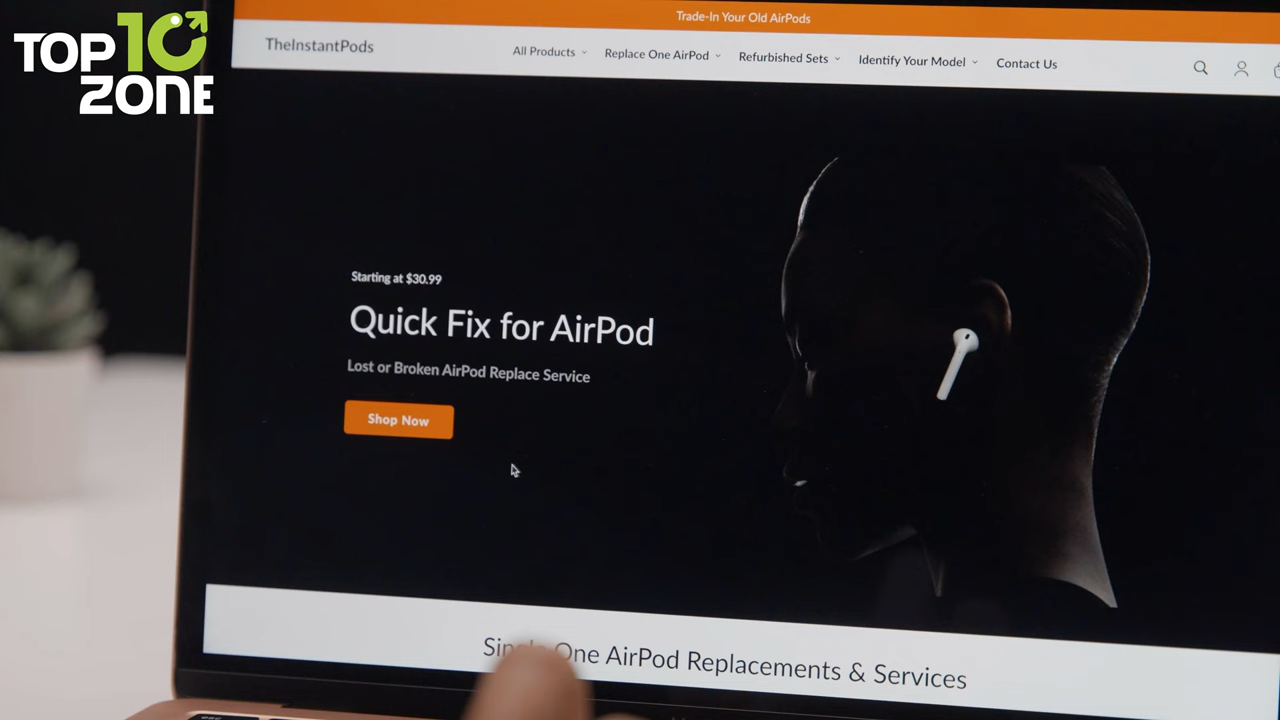 TOP10
ZONE
Trade-In Your Old AirPods
TheInstantPods
All Products
Replace One AirPod
Refurbished Sets
Identify Your Model
Contact Us
Starting at $30.99
Quick Fix for AirPod
Lost or Broken AirPod Replace Service
Shop Now
Single One AirPod Replacements & Services